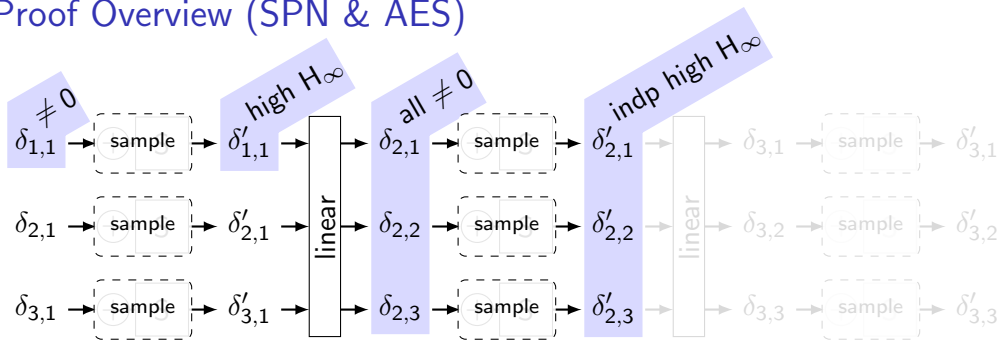 Proof Overview (SPN & AES)
≠ 0 high H∞ all ≠ 0 indp high H∞
δ1,1 sample δ′1,1 δ2,1 sample δ′2,1 δ3,1 sample δ′3,1
δ2,1 sample δ′2,1 linear δ2,2 sample δ′2,2 linear δ3,2 sample δ′3,2
δ3,1 sample δ′3,1 δ2,3 sample δ′2,3 δ3,3 sample δ′3,3